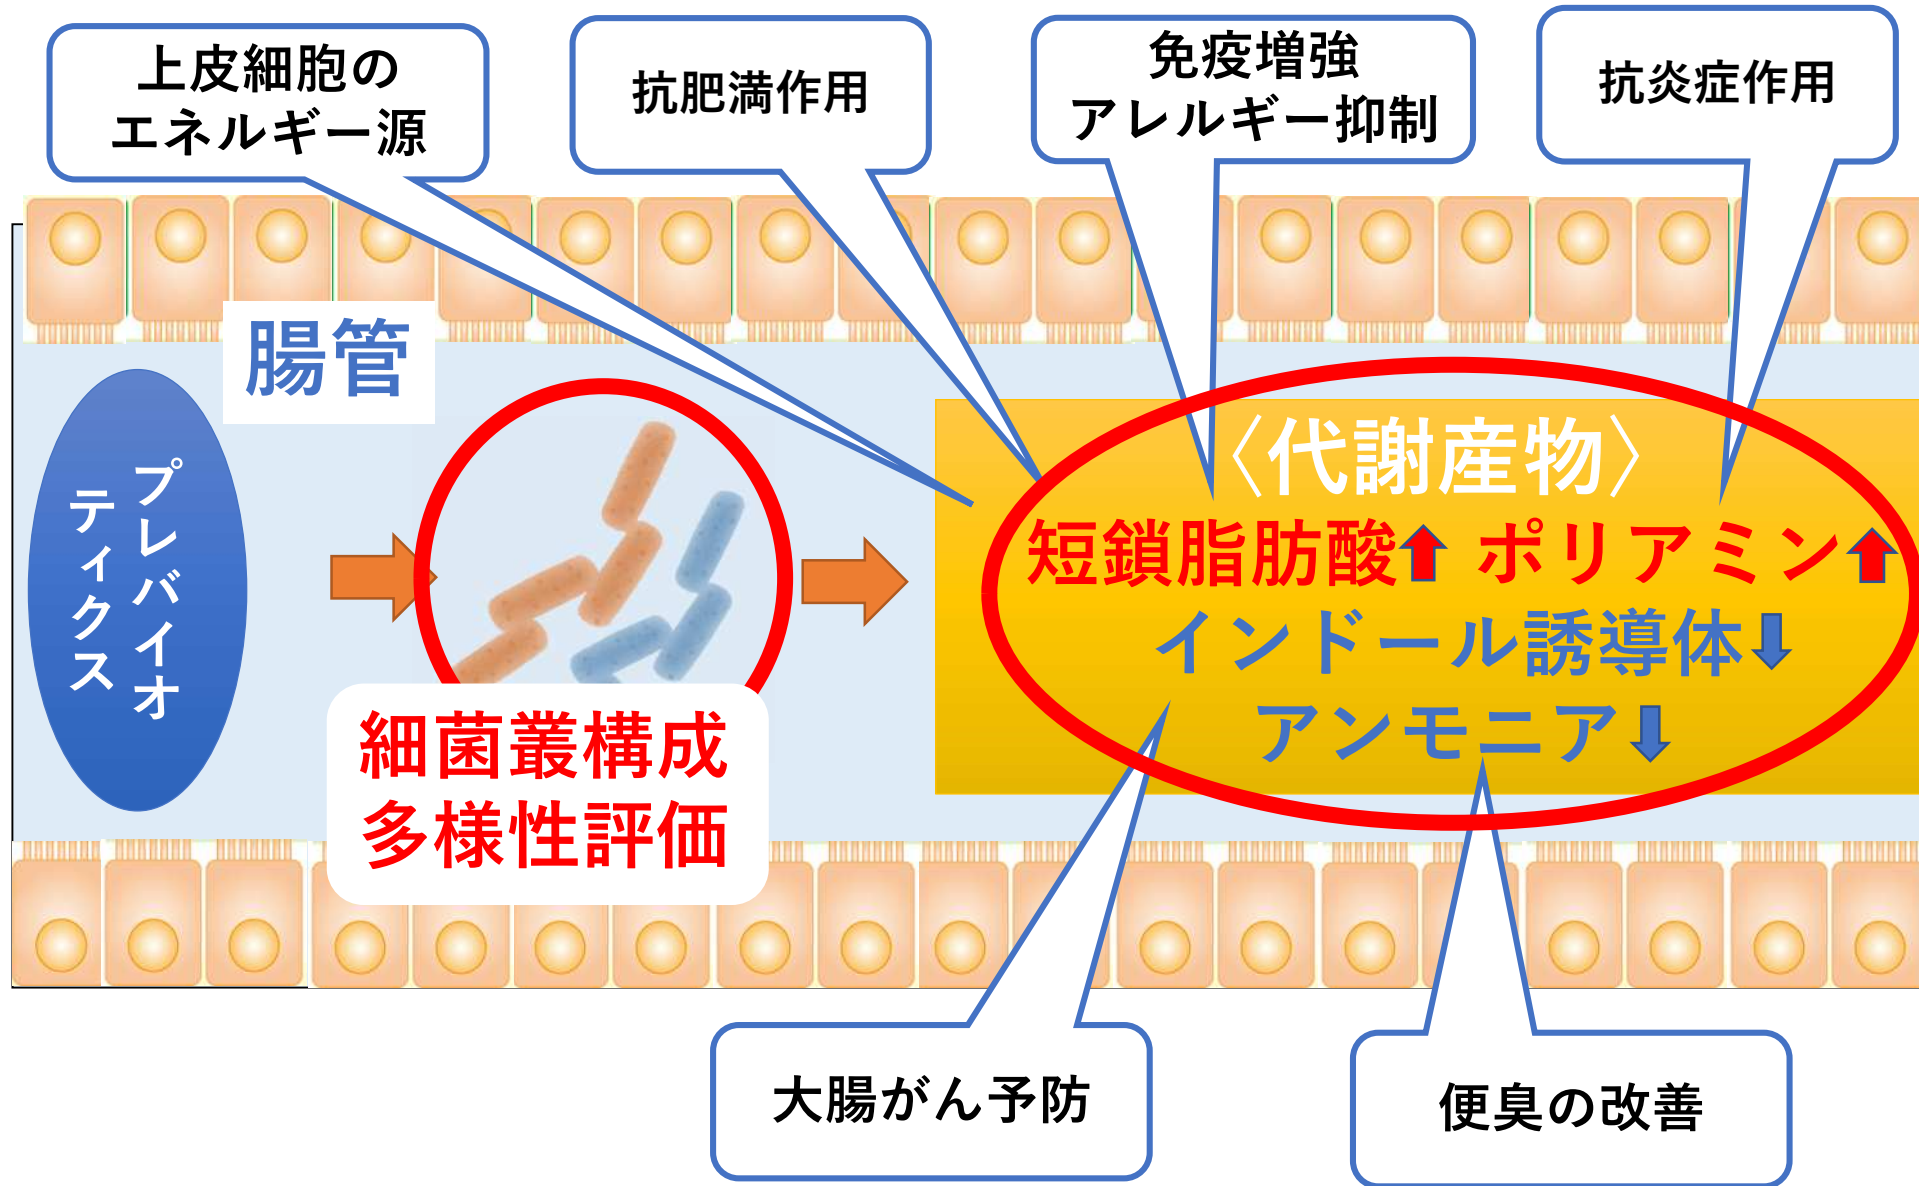 上皮細胞の
エネルギー源
抗肥満作用
免疫増強
アレルギー抑制
抗炎症作用
腸管
プレバイオ
ティクス
細菌叢構成
多様性評価
〈代謝産物〉
短鎖脂肪酸 ポリアミン
インドール誘導体
アンモニア
大腸がん予防
便臭の改善